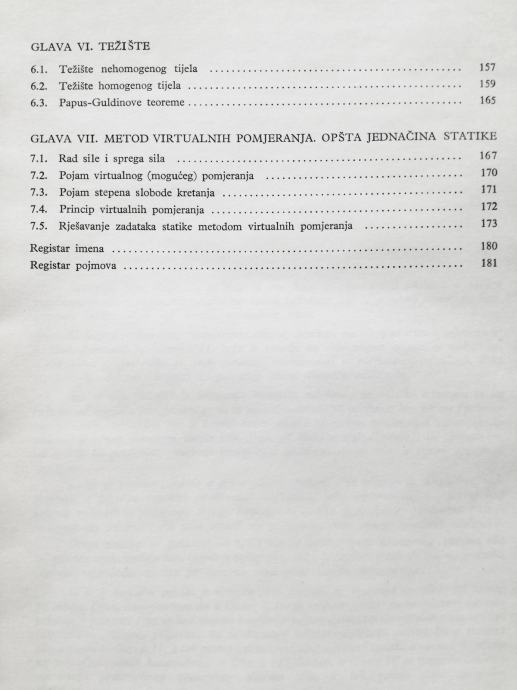 GLAVA VI. TEŽIŠTE
6.1. Težište nehomogenog tijela ........................................ 157
6.2. Težište homogenog tijela ........................................ 159
6.3. Papus-Guldinove teoreme ........................................ 165
GLAVA VII. METOD VIRTUALNIH POMJERANJA. OPŠTA JEDNAČINA STATIKE
7.1. Rad sile i sprega sila ........................................ 167
7.2. Pojam virtualnog (mogućeg) pomjeranja ........................................ 170
7.3. Pojam stepena slobode kretanja ........................................ 171
7.4. Princip virtualnih pomjeranja ........................................ 172
7.5. Rješavanje zadataka statike metodom virtualnih pomjeranja .................... 173
Registar imena ........................................ 180
Registar pojmova ........................................ 181